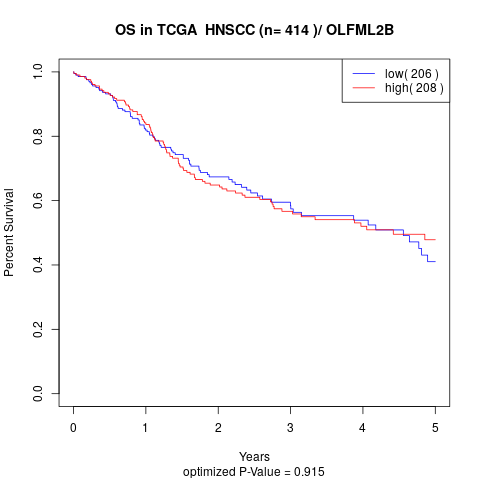 OS in TCGA  HNSCC (n= 414 )/ OLFML2B
low( 206 )
high( 208 )
Percent Survival
1.0
0.8
0.6
0.4
0.2
0.0
0 1 2 3 4 5
Years
optimized P-Value = 0.915